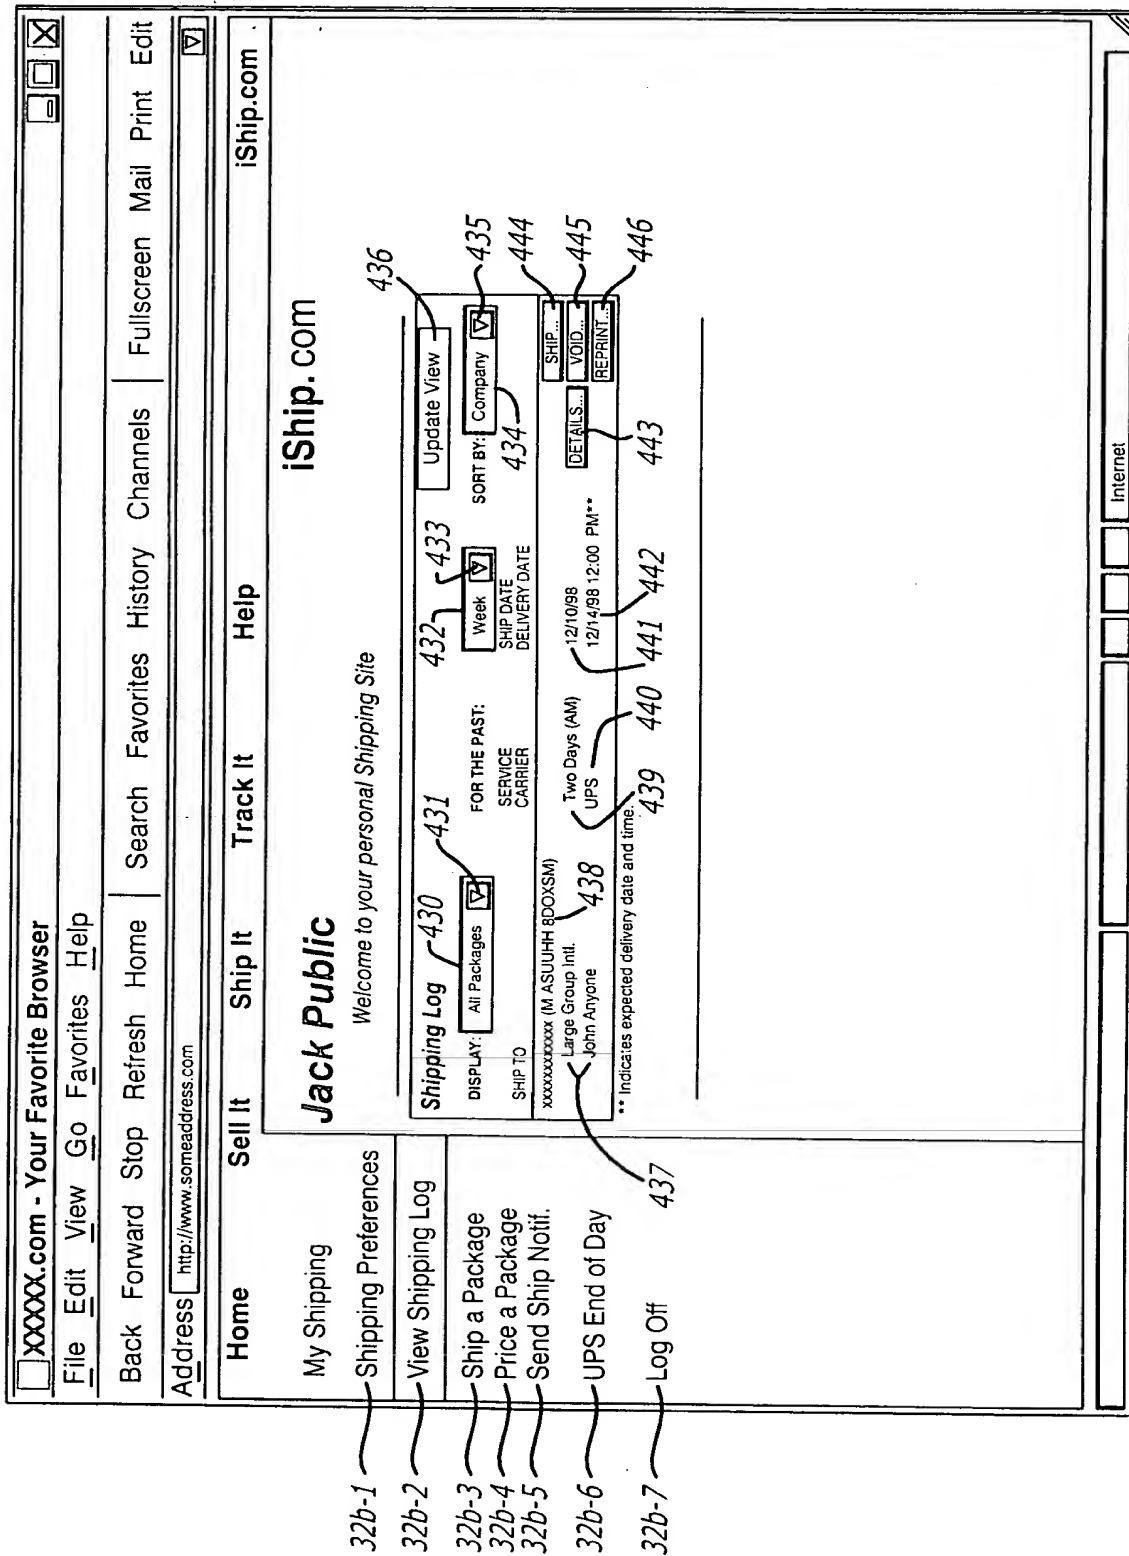 XXXXX.com - Your Favorite Browser
File Edit View Go Favorites Help
Back Forward Stop Refresh Home Search Favorites History Channels Fullscreen Mail Print Edit
Address http://www.someaddress.com
Home Sell It Ship It Track It Help iShip.com
My Shipping
32b-1 Shipping Preferences
32b-2 View Shipping Log
32b-3 Ship a Package
32b-4 Price a Package
32b-5 Send Ship Notif.
32b-6 UPS End of Day
32b-7 Log Off
Jack Public iShip.com
Welcome to your personal Shipping Site
436
Shipping Log 430 431 432 433 Update View
DISPLAY: All Packages FOR THE PAST: Week SORT BY: Company 435
434
SHIP TO SERVICE SHIP DATE
CARRIER DELIVERY DATE
xxxxxxxxxxxx (M ASUUHH 8DOXSM) SHIP... 444
Large Group Intl. Two Days (AM) 12/10/98 DETAILS... VOID... 445
John Anyone UPS 12/14/98 12:00 PM** REPRINT... 446
** Indicates expected delivery date and time.
437 438 439 440 441 442 443
Internet